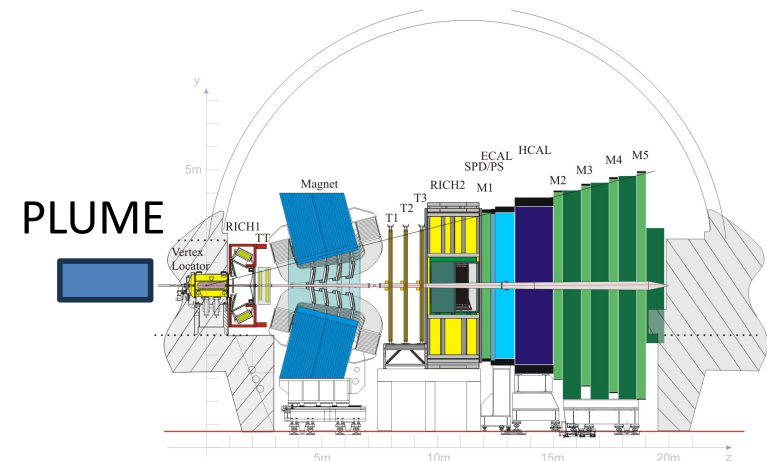 y
5m
PLUME
Vertex
Locator
RICH1
TT
Magnet
T1
T2
T3
RICH2
M1
SPD/PS
ECAL
HCAL
M2
M3
M4
M5
5m
10m
15m
20m
z